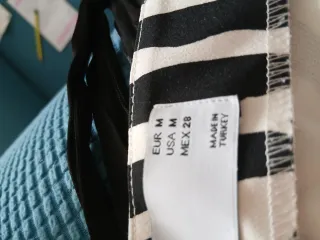 EUR M
USA M
MEX 28
MADE IN
TURKEY